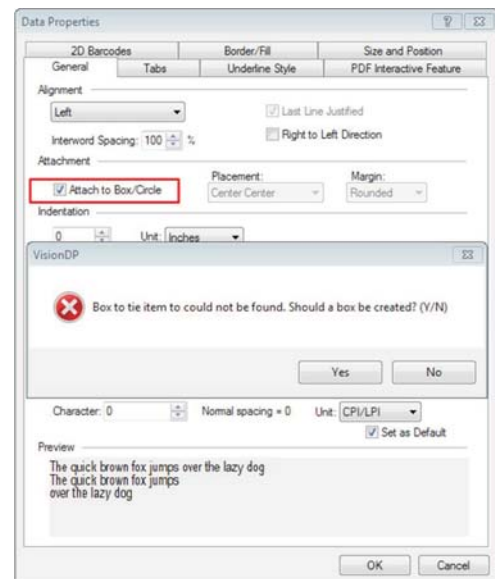 Data Properties
2D Barcodes Border/Fill Size and Postion
General Tabs Underline Style PDF Interactive Feature
Alignment
Left Last Line Justified
Interword Spacing: 100 % Right to Left Direction
Attachment
Placement: Margin:
Attach to Box/Circle Center Center Rounded
Indentation
0 Unit: Inches
VisionDP
Box to tie item to could not be found. Should a box be created? (Y/N)
Yes No
Character: 0 Normal spacing = 0 Unit: CPI/LPI
Set as Default
Preview
The quick brown fox jumps over the lazy dog
The quick brown fox jumps
over the lazy dog
OK Cancel